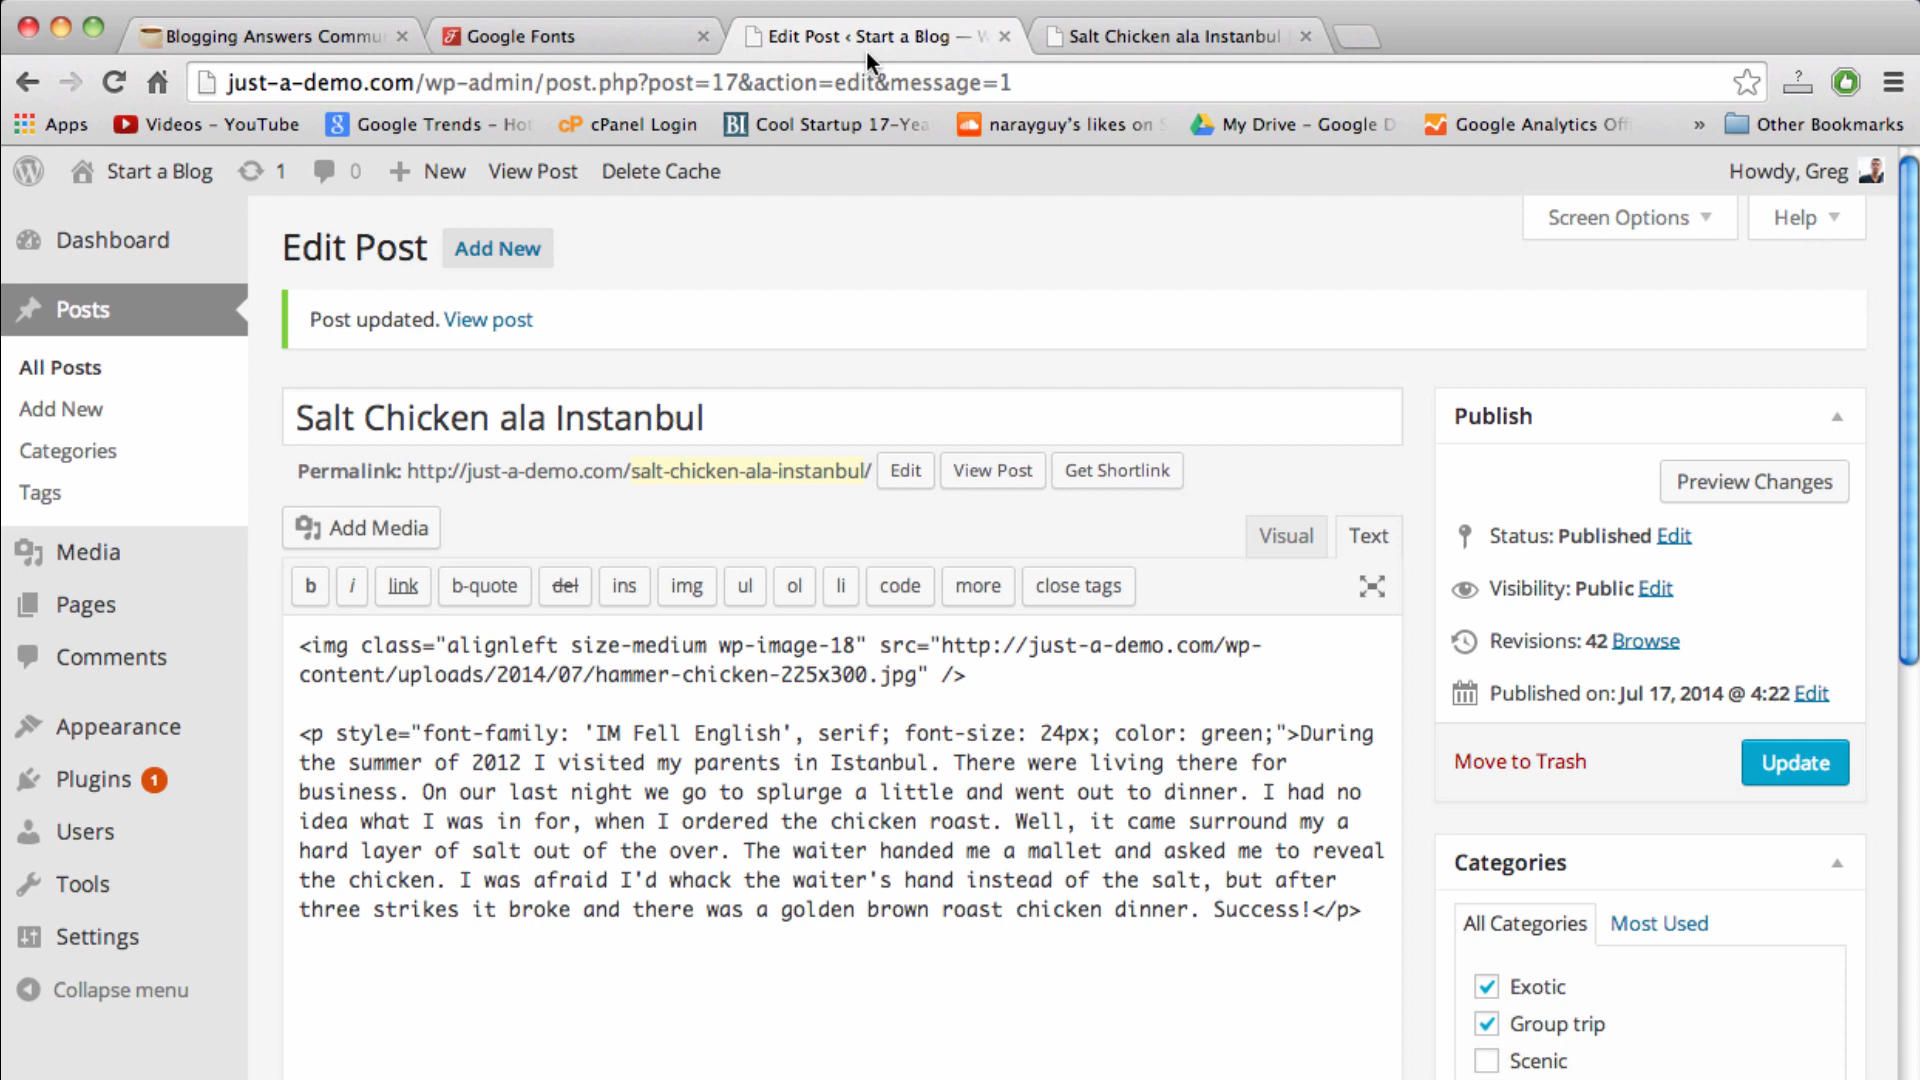 Blogging Answers Commu
Google Fonts
Edit Post ‹ Start a Blog — W
Salt Chicken ala Instanbul
just-a-demo.com/wp-admin/post.php?post=17&action=edit&message=1
Apps
Videos - YouTube
Google Trends - Hot
cP cPanel Login
BI Cool Startup 17-Yea
narayguy's likes on S
My Drive - Google D
Google Analytics Offi
»
Other Bookmarks
Start a Blog
1
0
New
View Post
Delete Cache
Howdy, Greg
Dashboard
Posts
All Posts
Add New
Categories
Tags
Media
Pages
Comments
Appearance
Plugins 1
Users
Tools
Settings
Collapse menu
Screen Options
Help
Edit Post
Add New
Post updated. View post
Salt Chicken ala Instanbul
Permalink: http://just-a-demo.com/salt-chicken-ala-instanbul/
Edit
View Post
Get Shortlink
Add Media
Visual
Text
b
i
link
b-quote
del
ins
img
ul
ol
li
code
more
close tags
<img class="alignleft size-medium wp-image-18" src="http://just-a-demo.com/wp-
content/uploads/2014/07/hammer-chicken-225x300.jpg" />
<p style="font-family: 'IM Fell English', serif; font-size: 24px; color: green;">During
the summer of 2012 I visited my parents in Istanbul. There were living there for
business. On our last night we go to splurge a little and went out to dinner. I had no
idea what I was in for, when I ordered the chicken roast. Well, it came surround my a
hard layer of salt out of the over. The waiter handed me a mallet and asked me to reveal
the chicken. I was afraid I'd whack the waiter's hand instead of the salt, but after
three strikes it broke and there was a golden brown roast chicken dinner. Success!</p>
Publish
Preview Changes
Status: Published Edit
Visibility: Public Edit
Revisions: 42 Browse
Published on: Jul 17, 2014 @ 4:22 Edit
Move to Trash
Update
Categories
All Categories
Most Used
Exotic
Group trip
Scenic